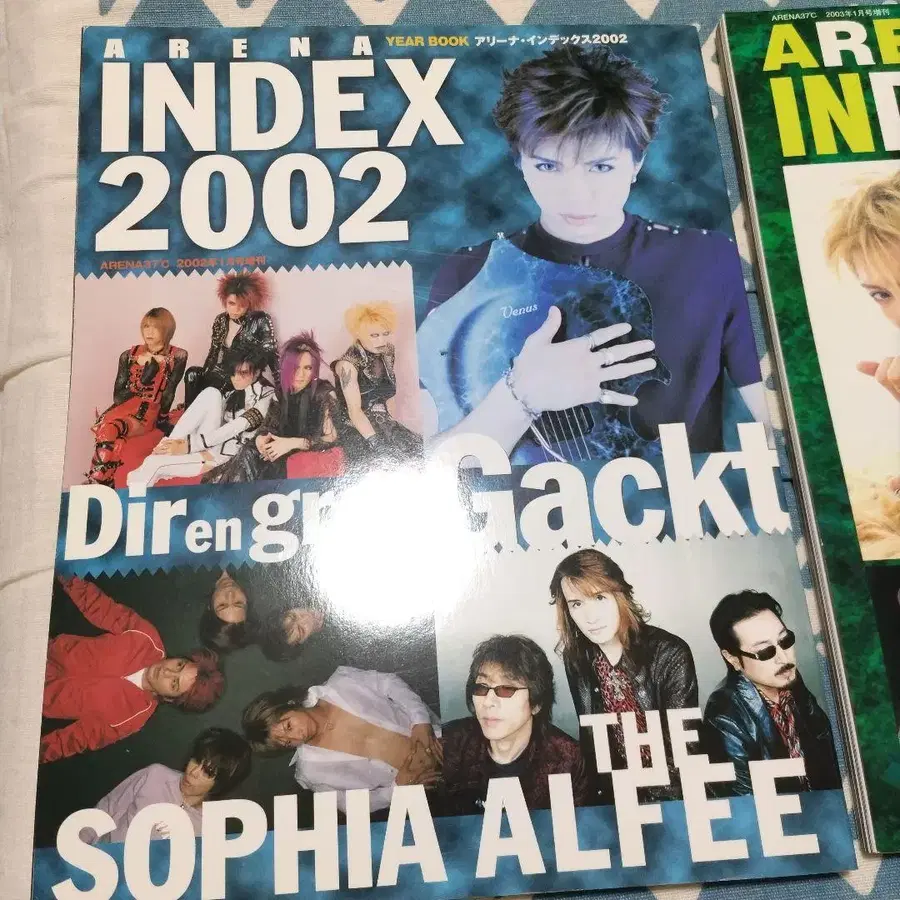 ARENA
YEAR BOOK アリーナ・インデックス2002
INDEX
2002
ARENA37℃ 2002年1月号増刊
Venus
Dir en gr
Gackt
THE
SOPHIA ALFEE
ARENA37℃ 2003年1月号増刊
ARE
IND